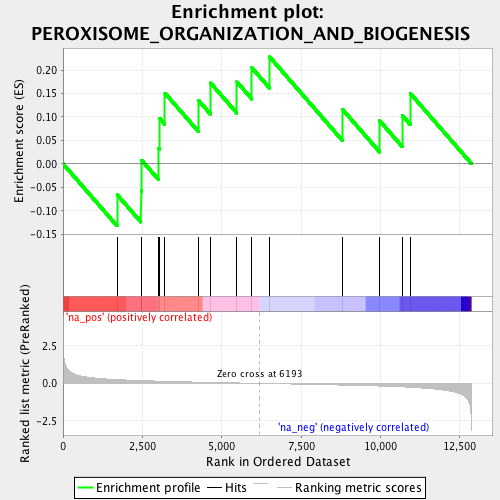 Enrichment plot:
PEROXISOME_ORGANIZATION_AND_BIOGENESIS
Enrichment score (ES)
0.20
0.15
0.10
0.05
0.00
-0.05
-0.10
-0.15
'na_pos' (positively correlated)
Ranked list metric (PreRanked)
2.5
0.0
-2.5
Zero cross at 6193
'na_neg' (negatively correlated)
0 2,500 5,000 7,500 10,000 12,500
Rank in Ordered Dataset
Enrichment profile Hits Ranking metric scores